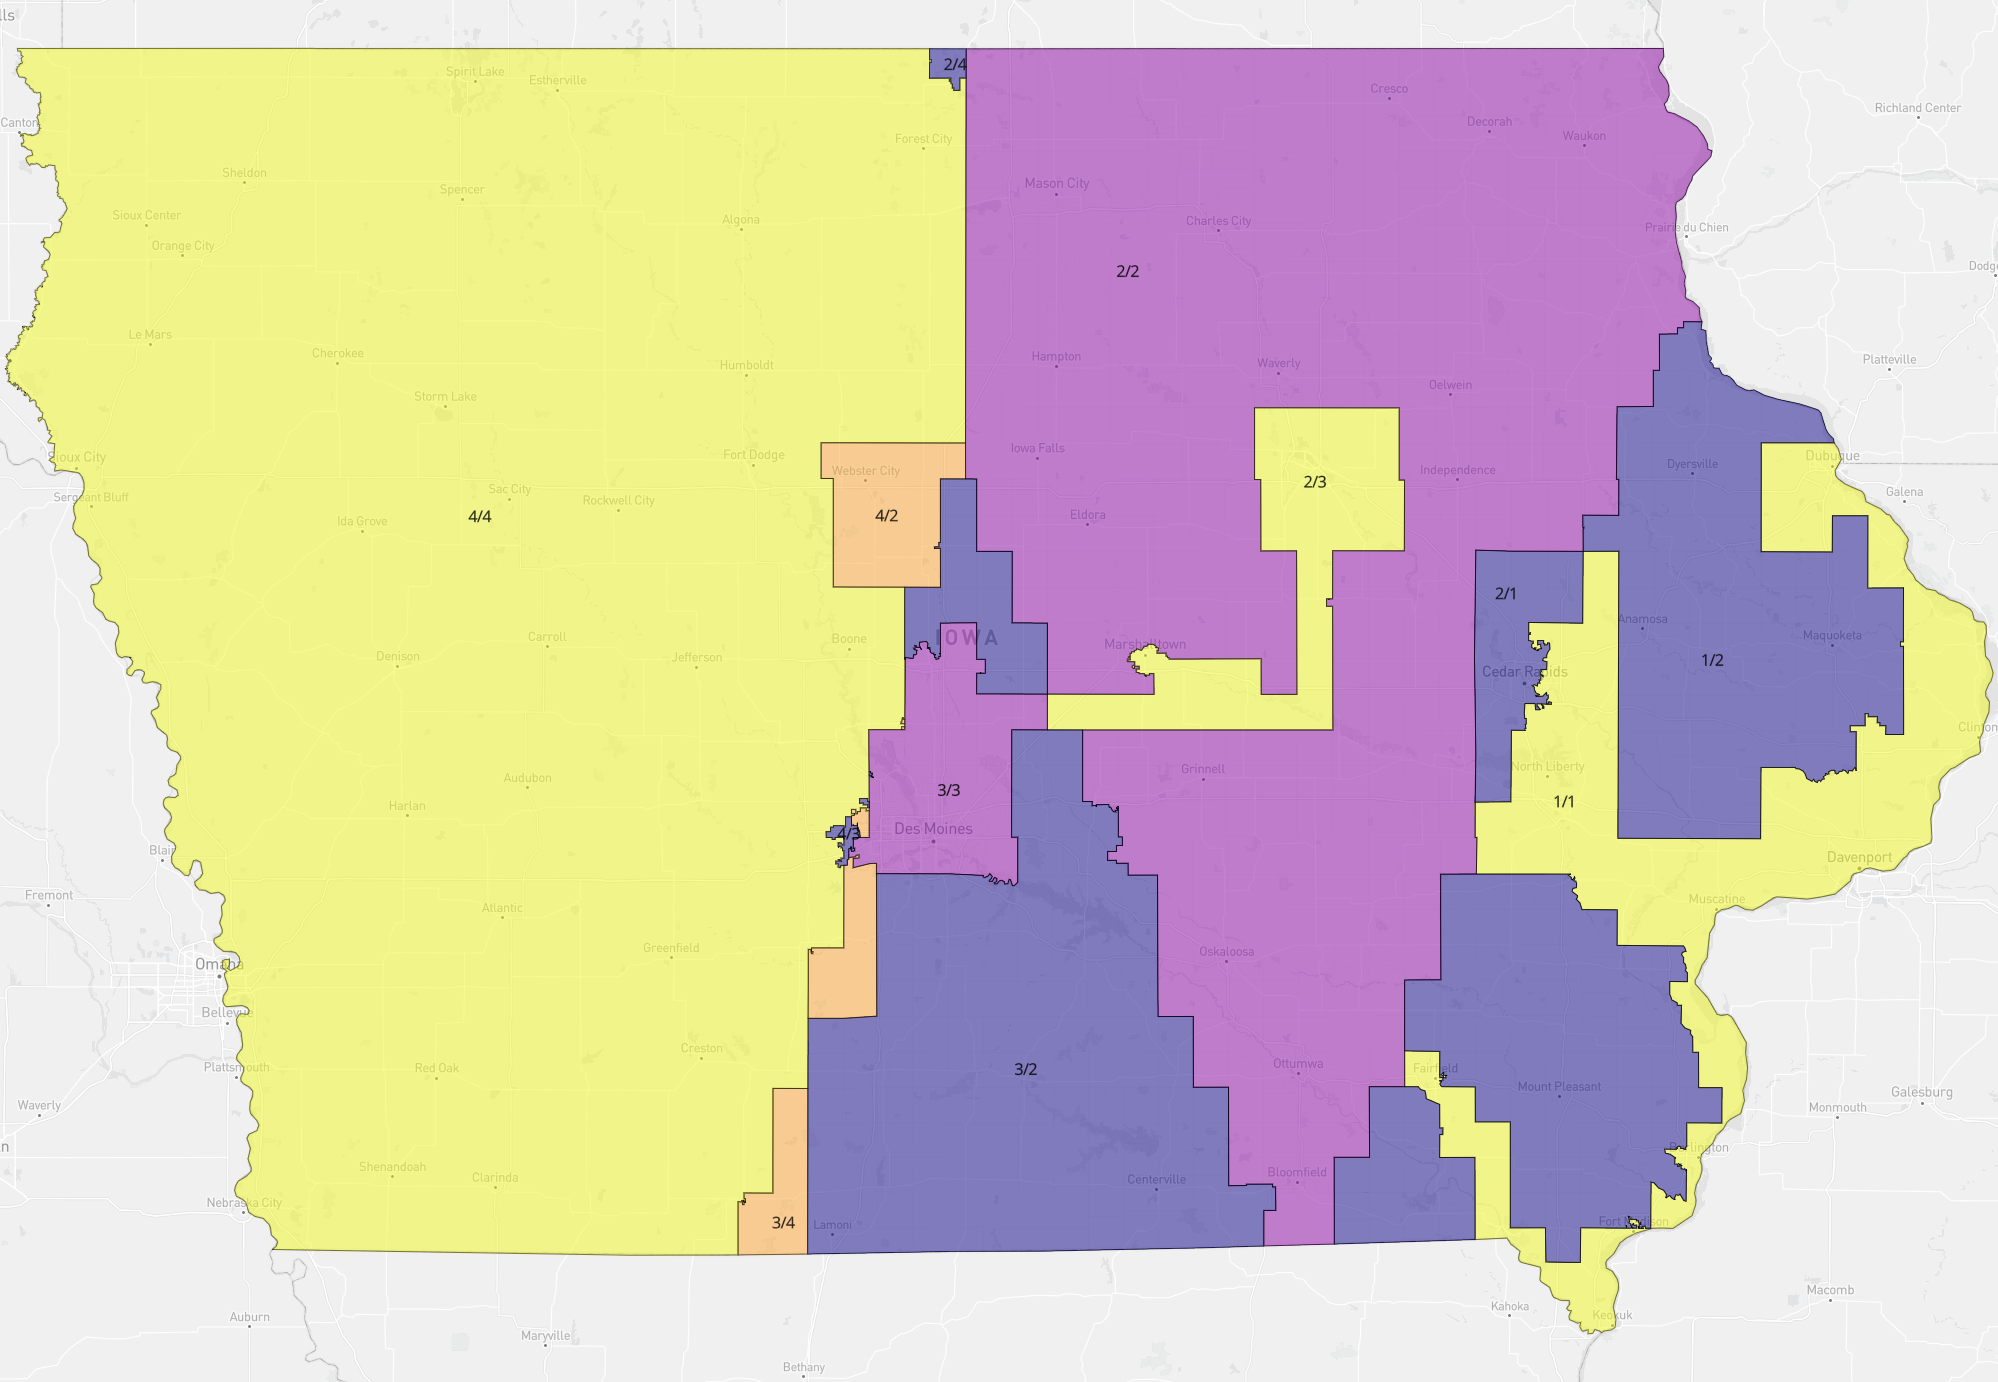 lls
2/4
Spirit Lake
Estherville
Cresco
Richland Center
Canton
Decorah
Waukon
Forest City
Sheldon
Spencer
Mason City
Sioux Center
Algona
Charles City
Prairie du Chien
Orange City
2/2
Dodge
Le Mars
Cherokee
Hampton
Waverly
Platteville
Humboldt
Oelwein
Storm Lake
Iowa Falls
Sioux City
Fort Dodge
Webster City
Independence
Dyersville
Dubuque
2/3
Sergeant Bluff
Sac City
Rockwell City
Galena
4/4
4/2
Eldora
Ida Grove
2/1
Anamosa
Carroll
Boone
IOWA
Marshalltown
Maquoketa
Denison
Jefferson
1/2
Cedar Rapids
Clinton
Audubon
Grinnell
North Liberty
Harlan
3/3
1/1
Des Moines
4/3
Blair
Davenport
Fremont
Atlantic
Muscatine
Greenfield
Oskaloosa
Omaha
Bellevue
Creston
Plattsmouth
Red Oak
3/2
Ottumwa
Fairfield
Mount Pleasant
Galesburg
Waverly
Monmouth
n
Burlington
Shenandoah
Clarinda
Bloomfield
Centerville
Nebraska City
3/4
Lamoni
Fort Madison
Macomb
Auburn
Kahoka
Keokuk
Maryville
Bethany